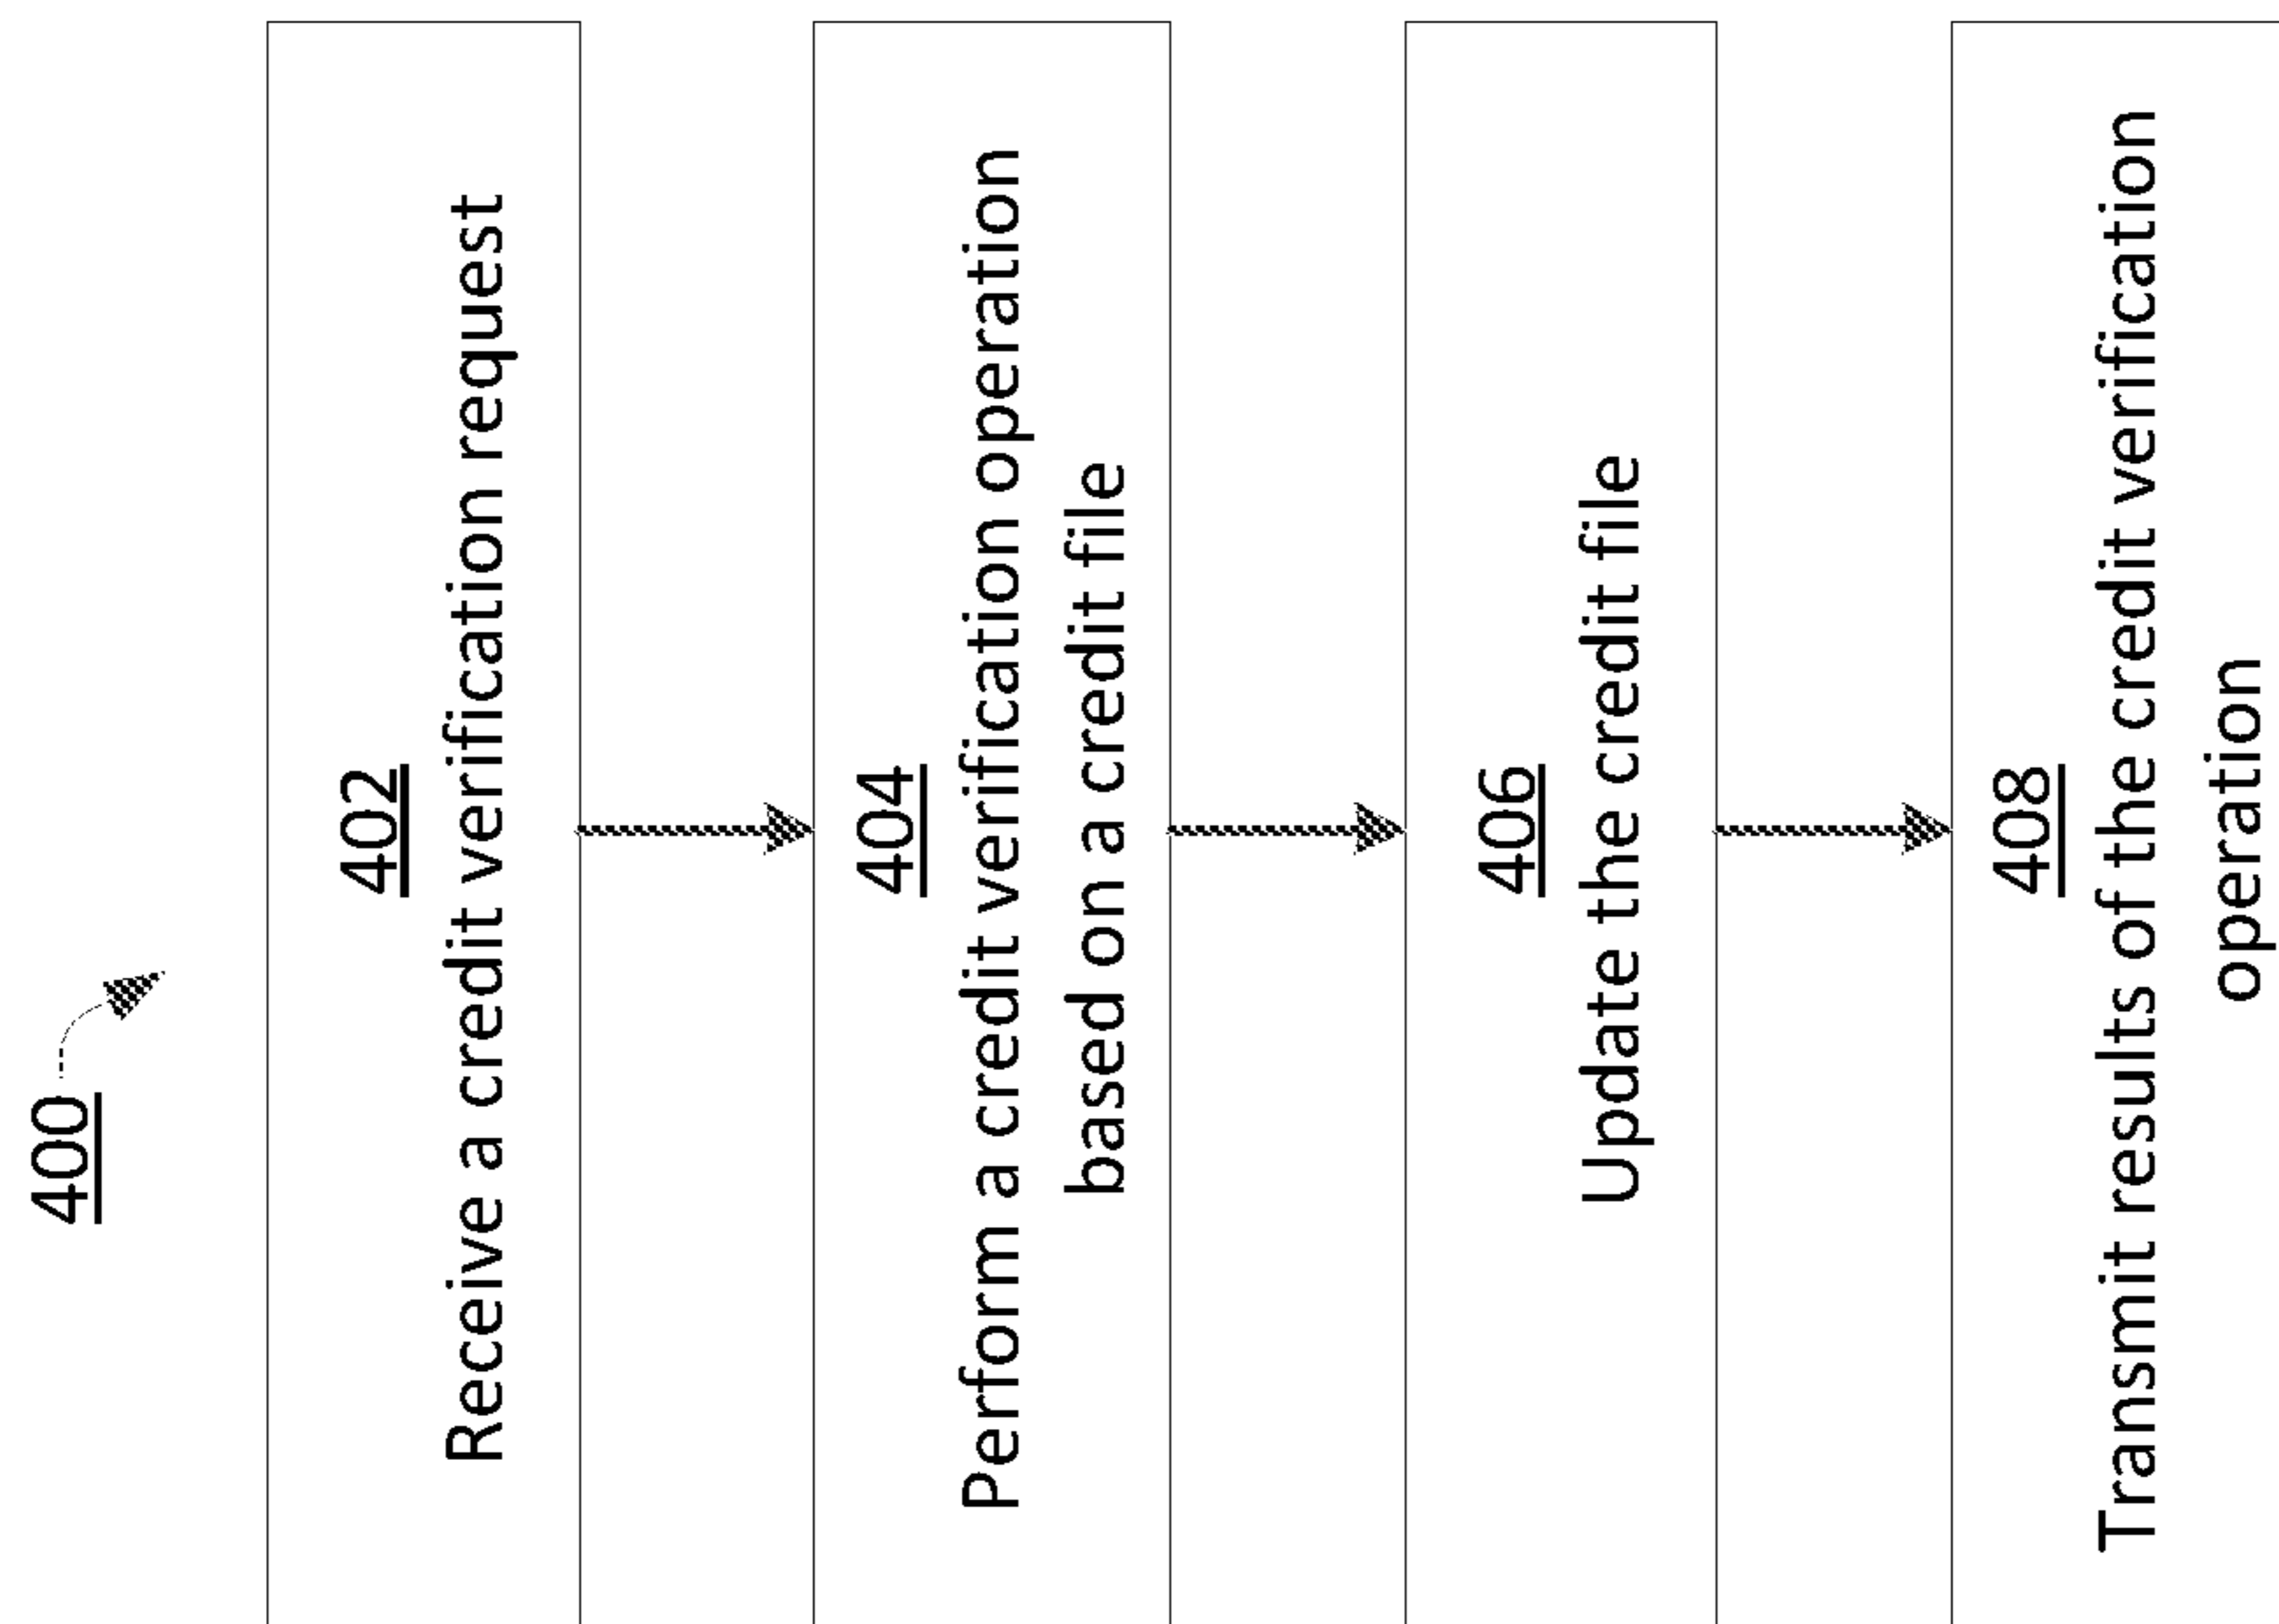 400
402
Receive a credit verification request
404
Perform a credit verification operation
based on a credit file
406
Update the credit file
408
Transmit results of the credit verification
operation